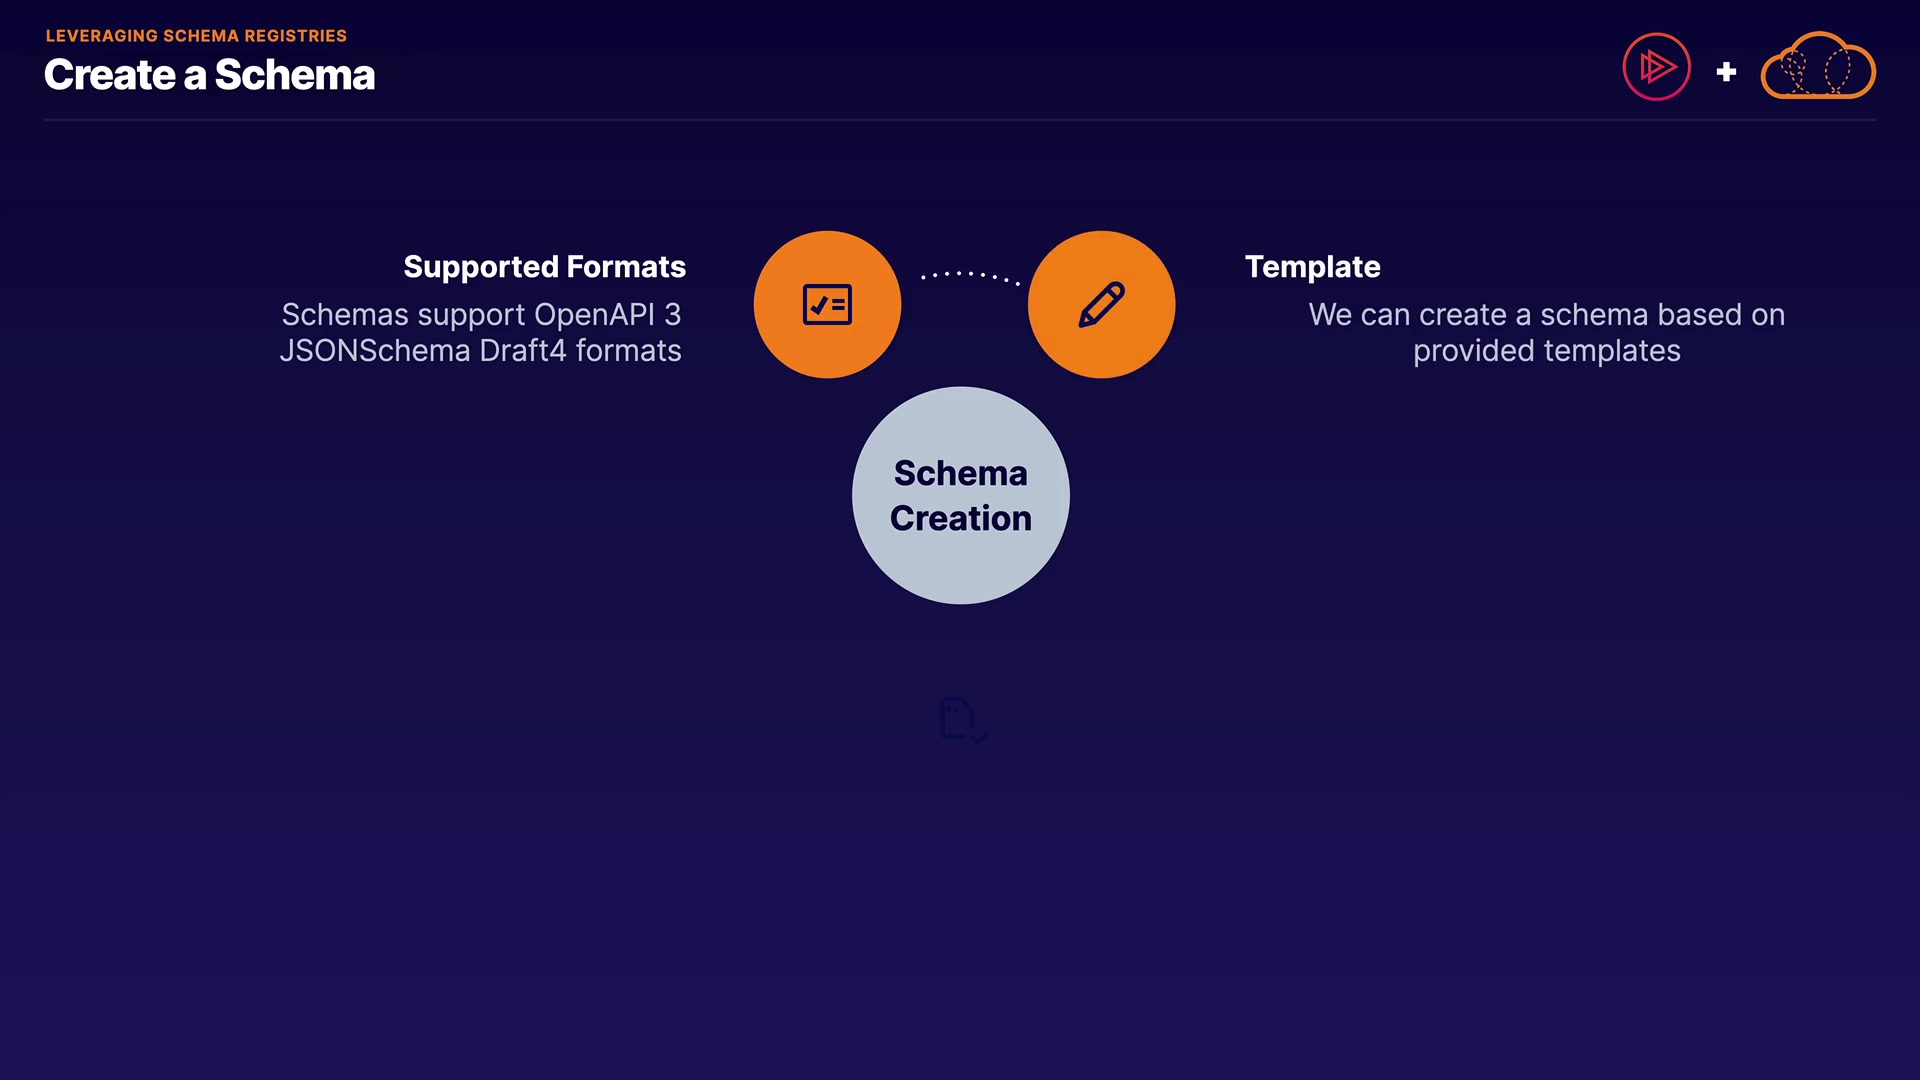 LEVERAGING SCHEMA REGISTRIES
Create a Schema
Supported Formats
Schemas support OpenAPI 3
JSONSchema Draft4 formats
Template
We can create a schema based on
provided templates
Schema
Creation